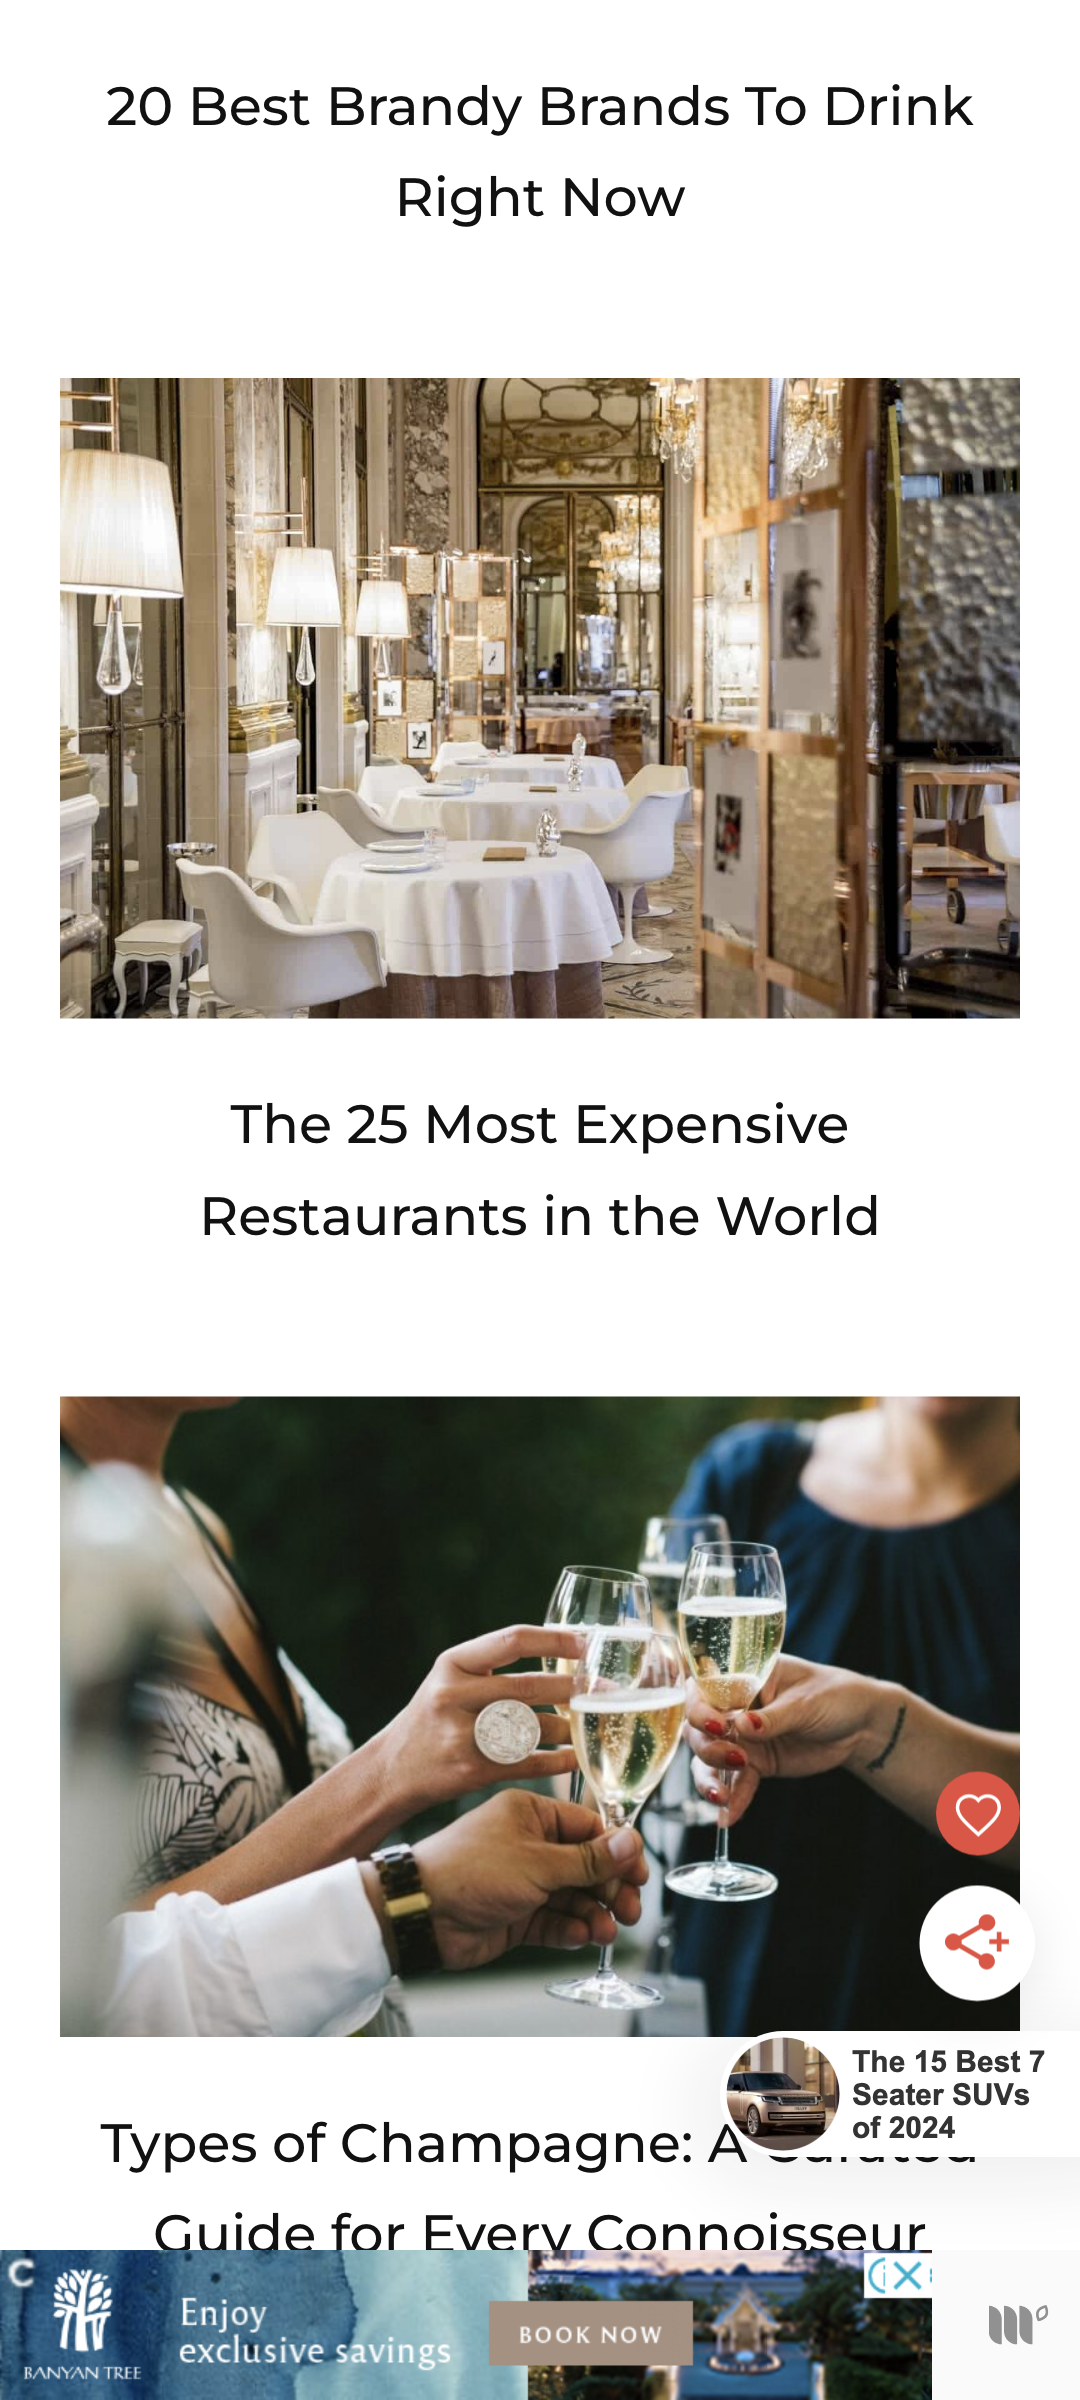 20 Best Brandy Brands To Drink
Right Now
The 25 Most Expensive
Restaurants in the World
The 15 Best 7
Seater SUVs
of 2024
Types of Champagne: A
Guide for Every Connoisseur
C
Enjoy
exclusive savings
BOOK NOW
BANYAN TREE